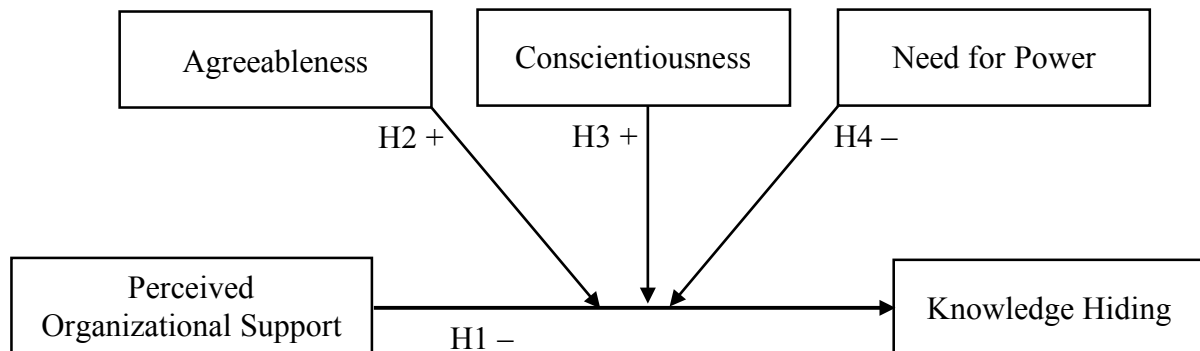 Agreeableness
Conscientiousness
Need for Power
H2 +
H3 +
H4 –
Perceived
Organizational Support
Knowledge Hiding
H1 –